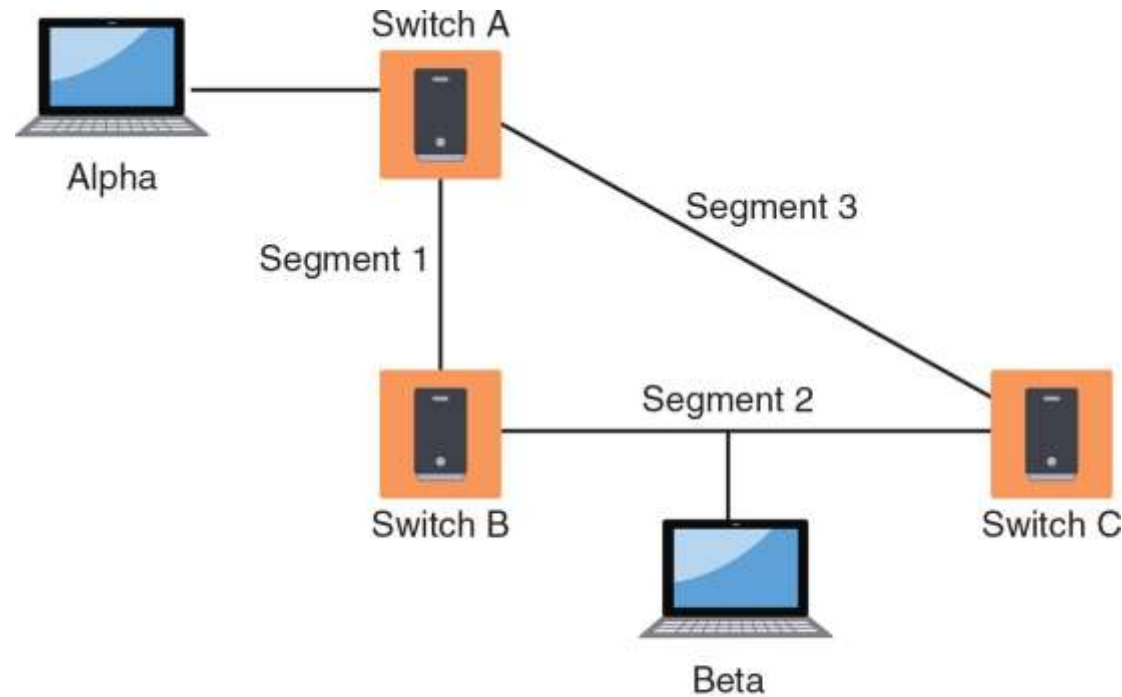 Switch A
Alpha
Segment 3
Segment 1
Segment 2
Switch B
Switch C
Beta